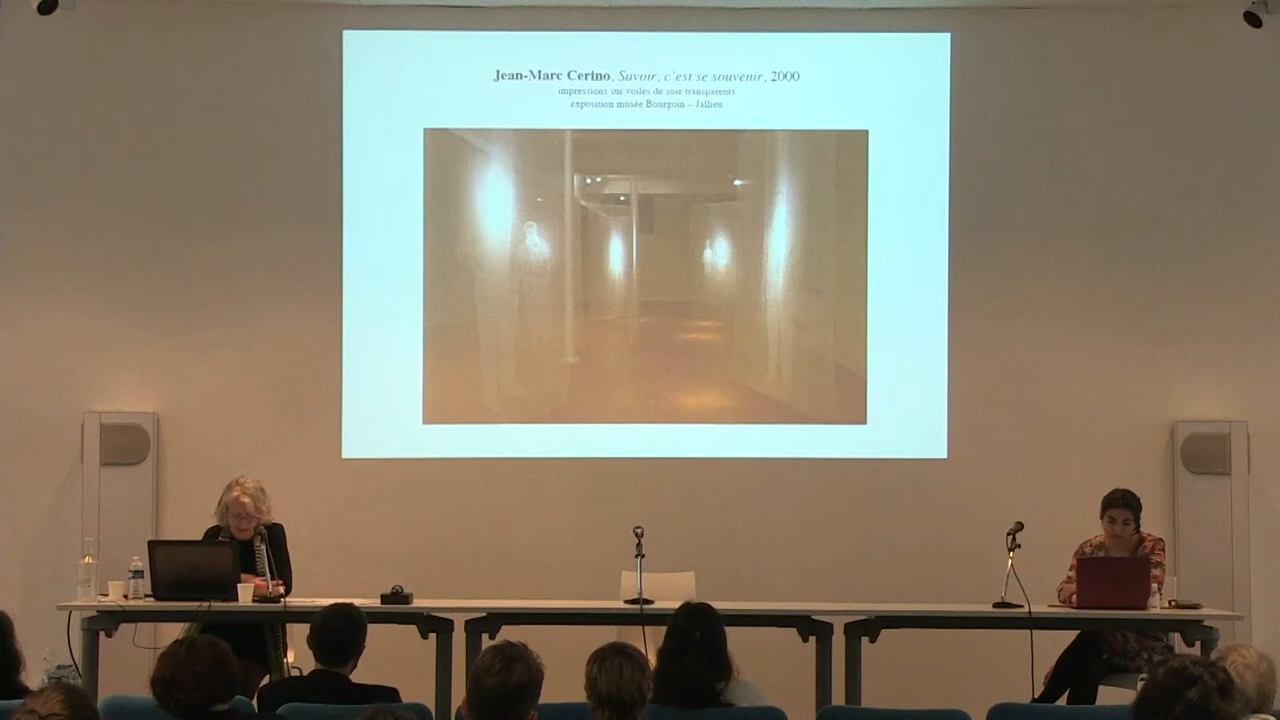 Jean-Marc Cerino, Savoir, c'est se souvenir, 2000
impressions sur voiles de soie transparents
exposition musée Bourgoin – Jallieu